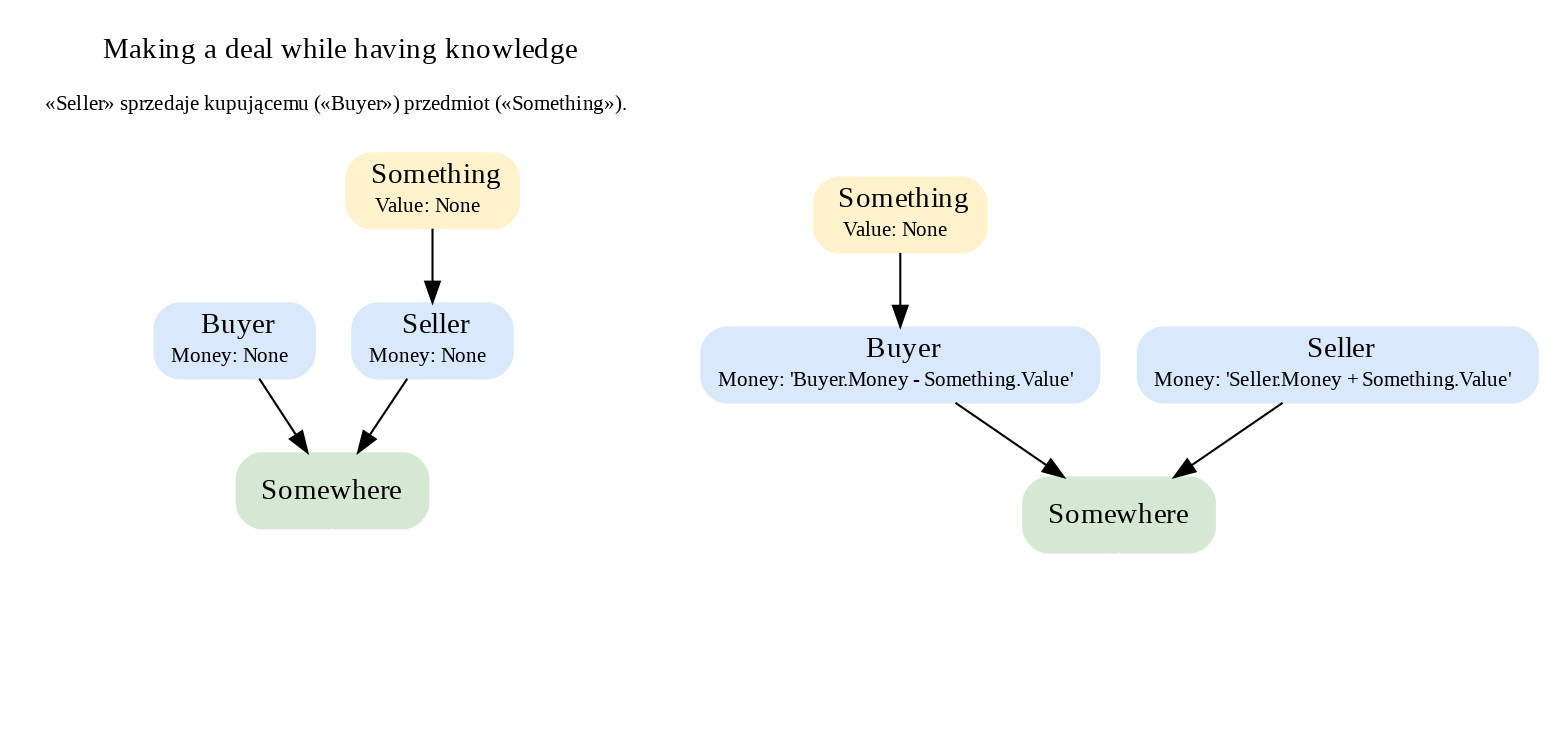 Making a deal while having knowledge
«Seller» sprzedaje kupującemu («Buyer») przedmiot («Something»).
Something
Value: None
Buyer
Money: None
Seller
Money: None
Somewhere
Something
Value: None
Buyer
Money: 'Buyer.Money - Something.Value'
Seller
Money: 'Seller.Money + Something.Value'
Somewhere